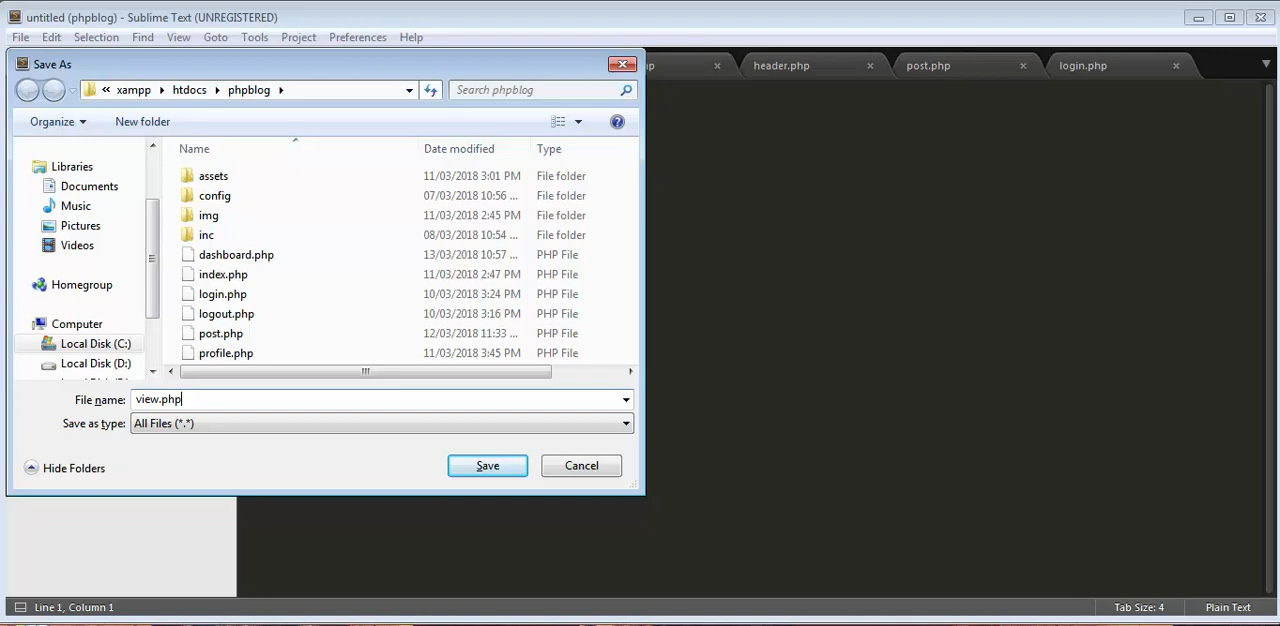 untitled (phpblog) - Sublime Text (UNREGISTERED)
File Edit Selection Find View Goto Tools Project Preferences Help
Save As
header.php
post.php
login.php
« xampp htdocs phpblog
Search phpblog
Organize New folder
Name Date modified Type
Libraries
Documents
Music
Pictures
Videos
Homegroup
Computer
Local Disk (C:)
Local Disk (D:)
assets 11/03/2018 3:01 PM File folder
config 07/03/2018 10:56 ... File folder
img 11/03/2018 2:45 PM File folder
inc 08/03/2018 10:54 ... File folder
dashboard.php 13/03/2018 10:57 ... PHP File
index.php 11/03/2018 2:47 PM PHP File
login.php 10/03/2018 3:24 PM PHP File
logout.php 10/03/2018 3:16 PM PHP File
post.php 12/03/2018 11:33 ... PHP File
profile.php 11/03/2018 3:45 PM PHP File
File name: view.php
Save as type: All Files (*.*)
Hide Folders
Save Cancel
Line 1, Column 1
Tab Size: 4
Plain Text